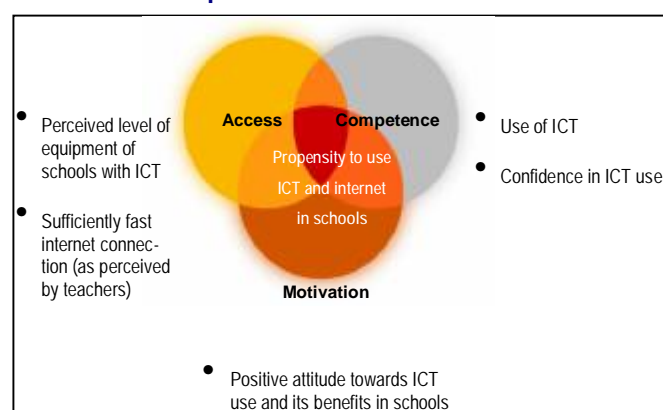 Access
Competence
Propensity to use
ICT and internet
in schools
Motivation
• Perceived level of
equipment of
schools with ICT
• Sufficiently fast
internet connec-
tion (as perceived
by teachers)
• Use of ICT
• Confidence in ICT use
• Positive attitude towards ICT
use and its benefits in schools